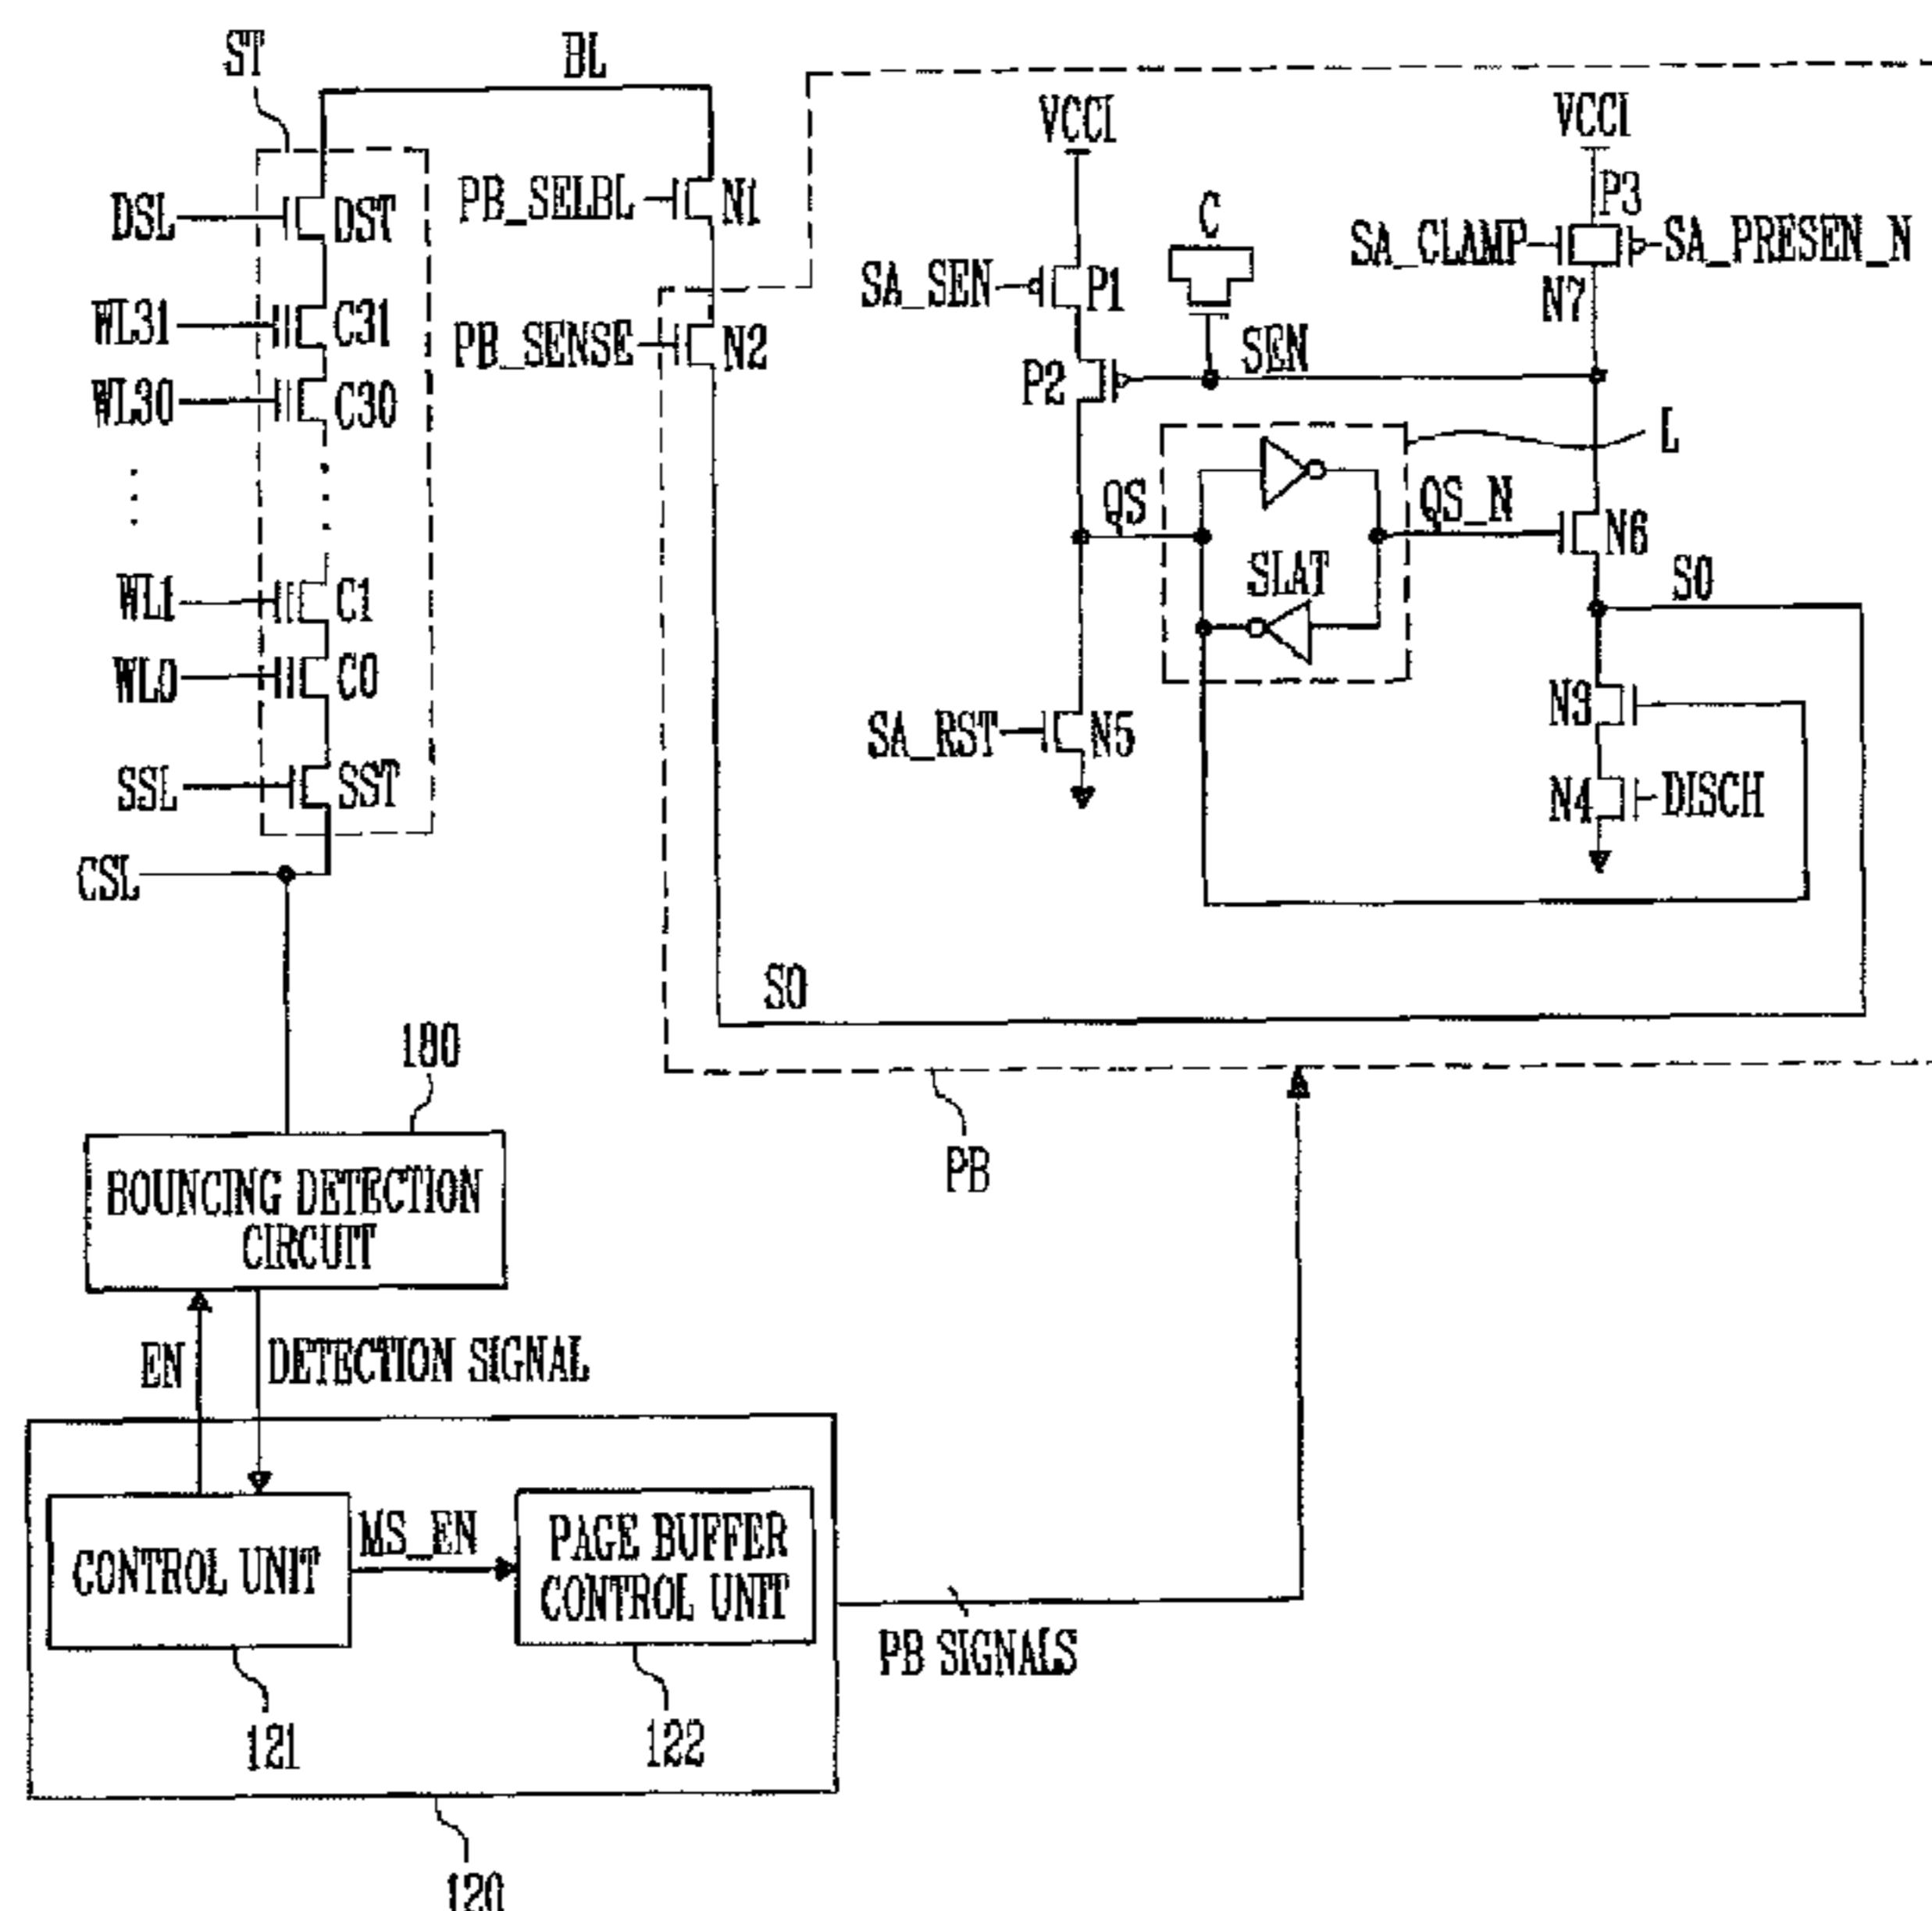 ST
BL
VCCI
VCCI
DSL
DST
PB_SELBL
N1
C
P3
SA_CLAMP
SA_PRESEN_N
N7
SA_SEN
P1
WL31
C31
PB_SENSE
N2
SEN
P2
WL30
C30
L
QS
QS_N
SLAT
N6
SO
WL1
C1
WL0
C0
N3
SA_RST
N5
SSL
SST
N4
DISCH
CSL
SO
180
PB
BOUNCING DETECTION
CIRCUIT
EN
DETECTION SIGNAL
CONTROL UNIT
MS_EN
PAGE BUFFER
CONTROL UNIT
PB SIGNALS
121
122
120